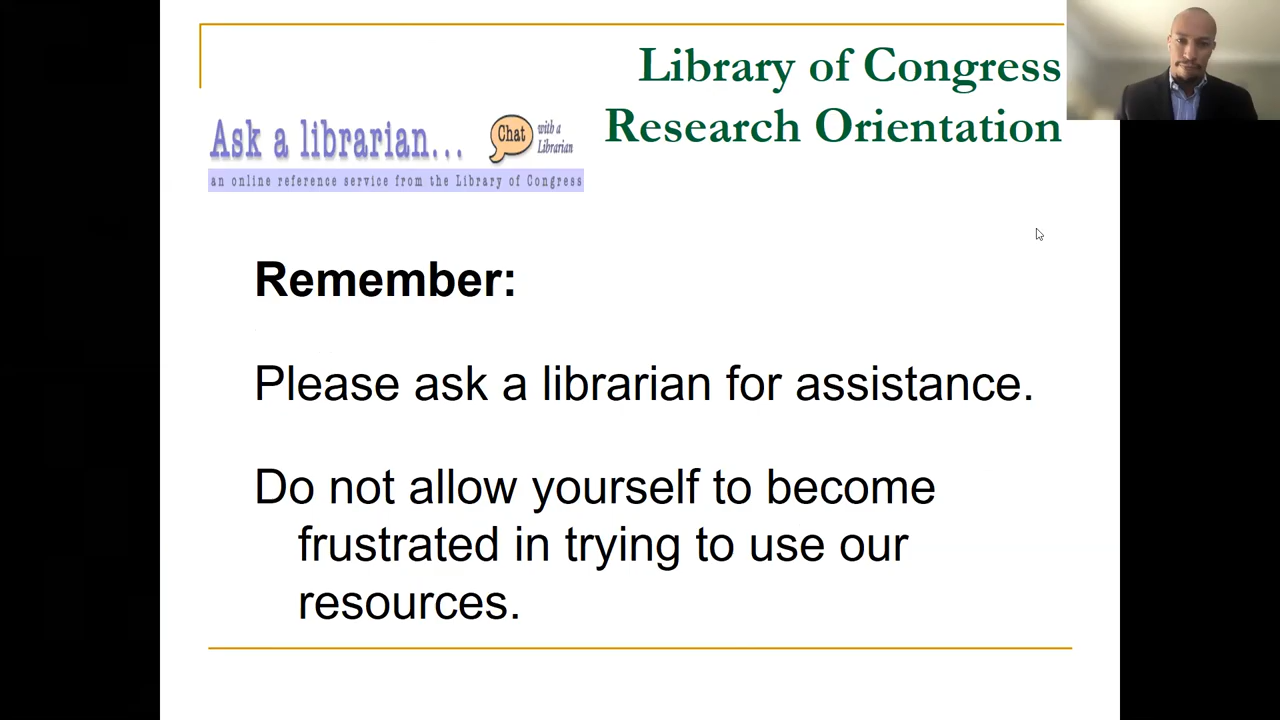 Library of Congress
Research Orientation
Ask a librarian...
Chat
with a
Librarian
an online reference service from the Library of Congress
Remember:
Please ask a librarian for assistance.
Do not allow yourself to become
frustrated in trying to use our
resources.